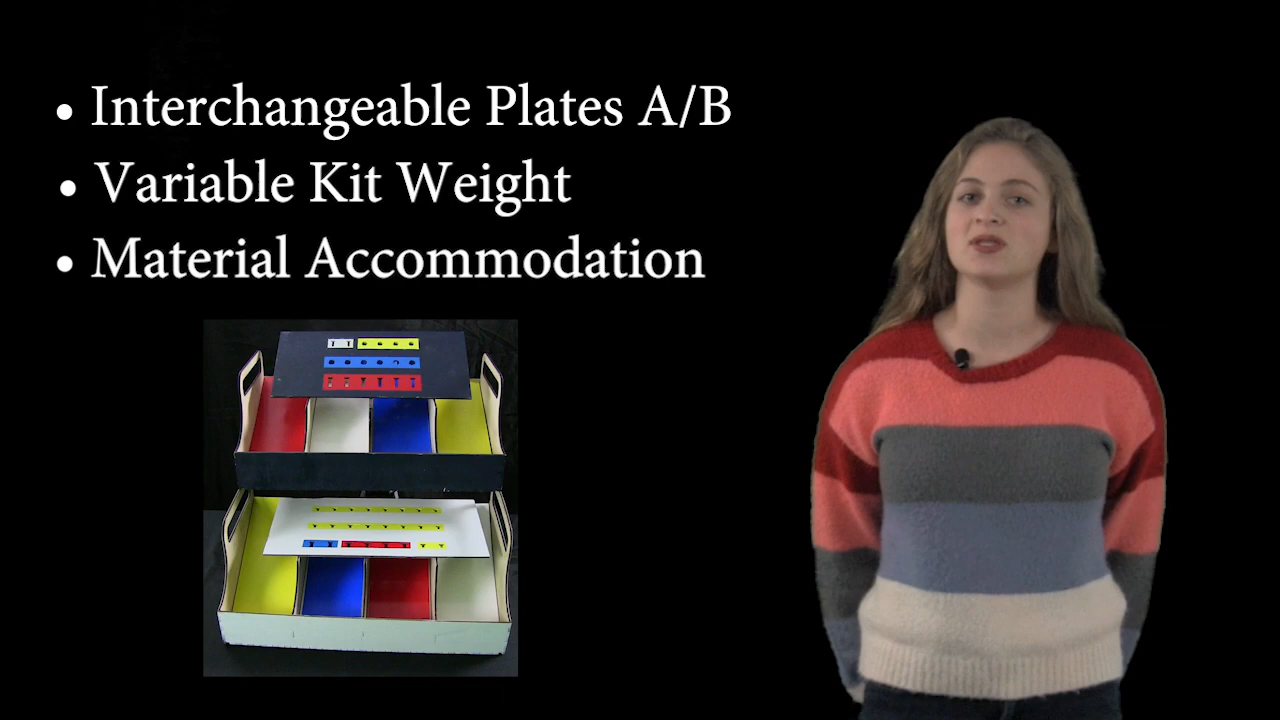 • Interchangeable Plates A/B
• Variable Kit Weight
• Material Accommodation